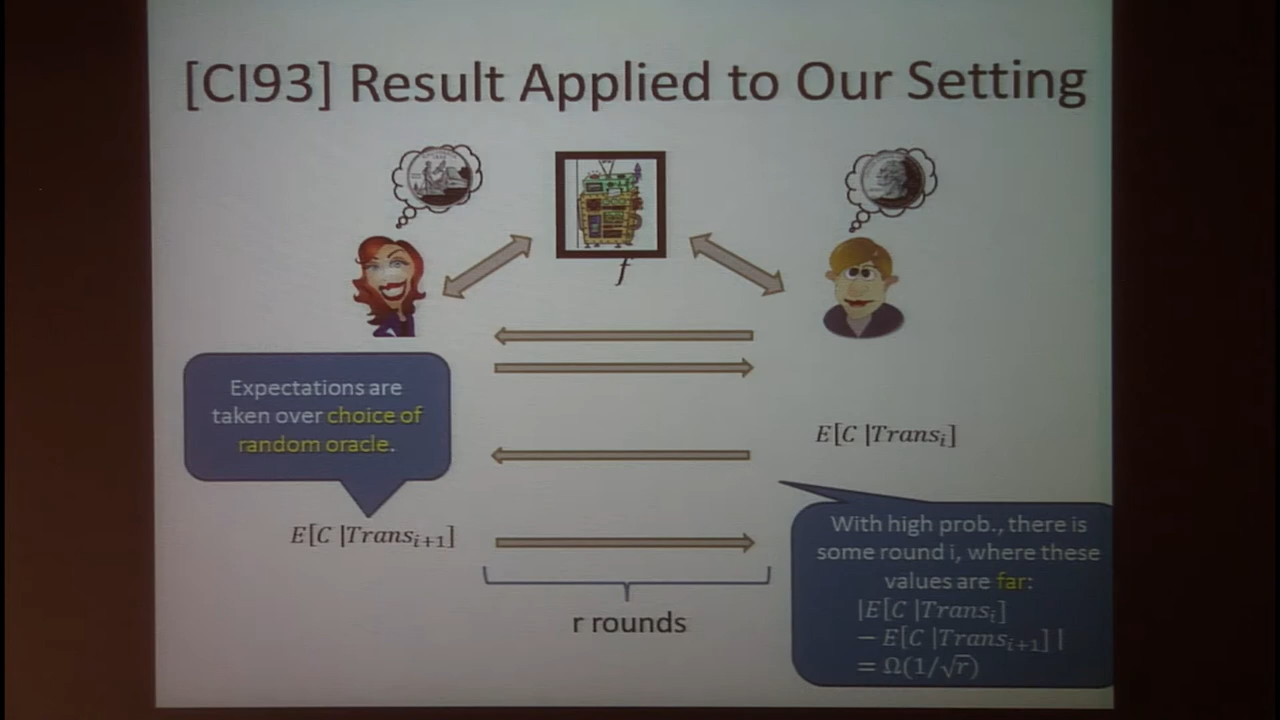 [CI93] Result Applied to Our Setting
f
Expectations are
taken over choice of
random oracle.
E[C |Trans_i]
E[C |Trans_{i+1}]
With high prob., there is
some round i, where these
values are far:
|E[C |Trans_i]
− E[C |Trans_{i+1}] |
= Ω(1/√r)
r rounds